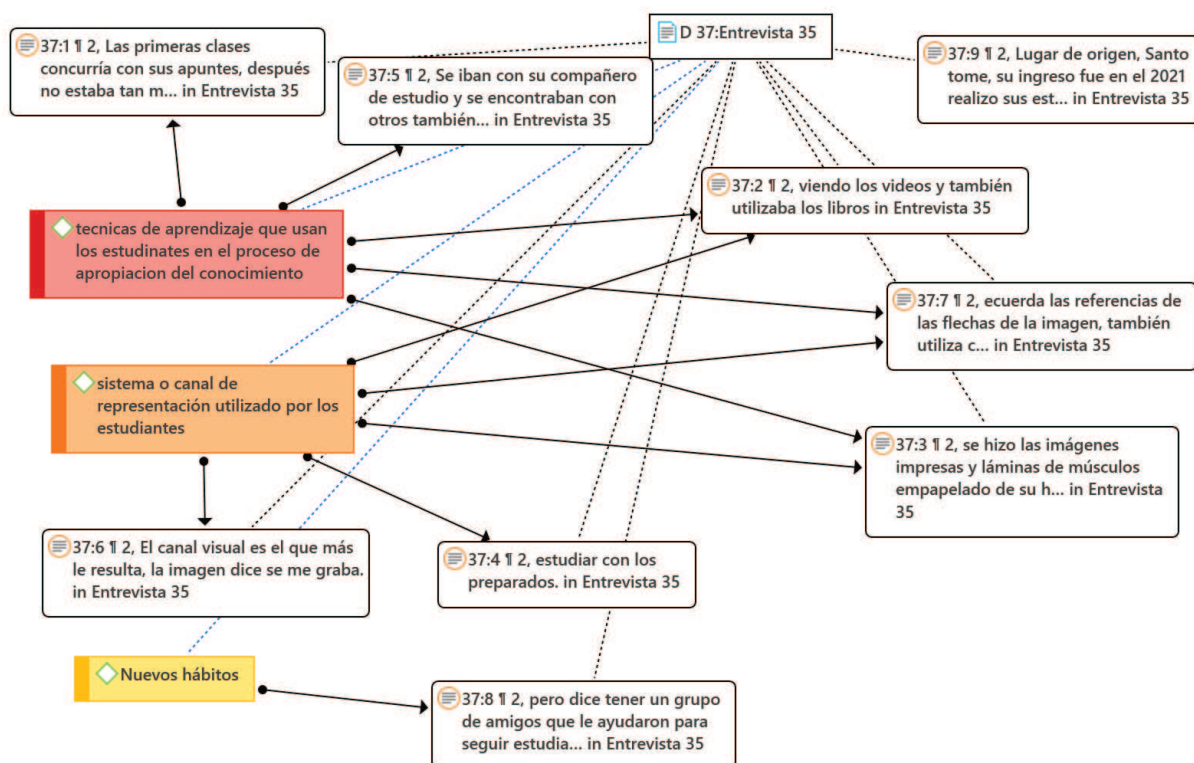 D 37:Entrevista 35
37:1 ¶ 2, Las primeras clases
concurría con sus apuntes, después
no estaba tan m... in Entrevista 35
37:5 ¶ 2, Se iban con su compañero
de estudio y se encontraban con
otros también... in Entrevista 35
37:9 ¶ 2, Lugar de origen, Santo
tome, su ingreso fue en el 2021
realizo sus est... in Entrevista 35
37:2 ¶ 2, viendo los videos y también
utilizaba los libros in Entrevista 35
tecnicas de aprendizaje que usan
los estudinates en el proceso de
apropiacion del conocimiento
37:7 ¶ 2, ecuerda las referencias de
las flechas de la imagen, también
utiliza c... in Entrevista 35
sistema o canal de
representación utilizado por los
estudiantes
37:3 ¶ 2, se hizo las imágenes
impresas y láminas de músculos
empapelado de su h... in Entrevista
35
37:6 ¶ 2, El canal visual es el que más
le resulta, la imagen dice se me graba.
in Entrevista 35
37:4 ¶ 2, estudiar con los
preparados. in Entrevista 35
Nuevos hábitos
37:8 ¶ 2, pero dice tener un grupo
de amigos que le ayudaron para
seguir estudia... in Entrevista 35